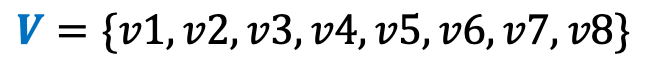 V = {v1, v2, v3, v4, v5, v6, v7, v8}